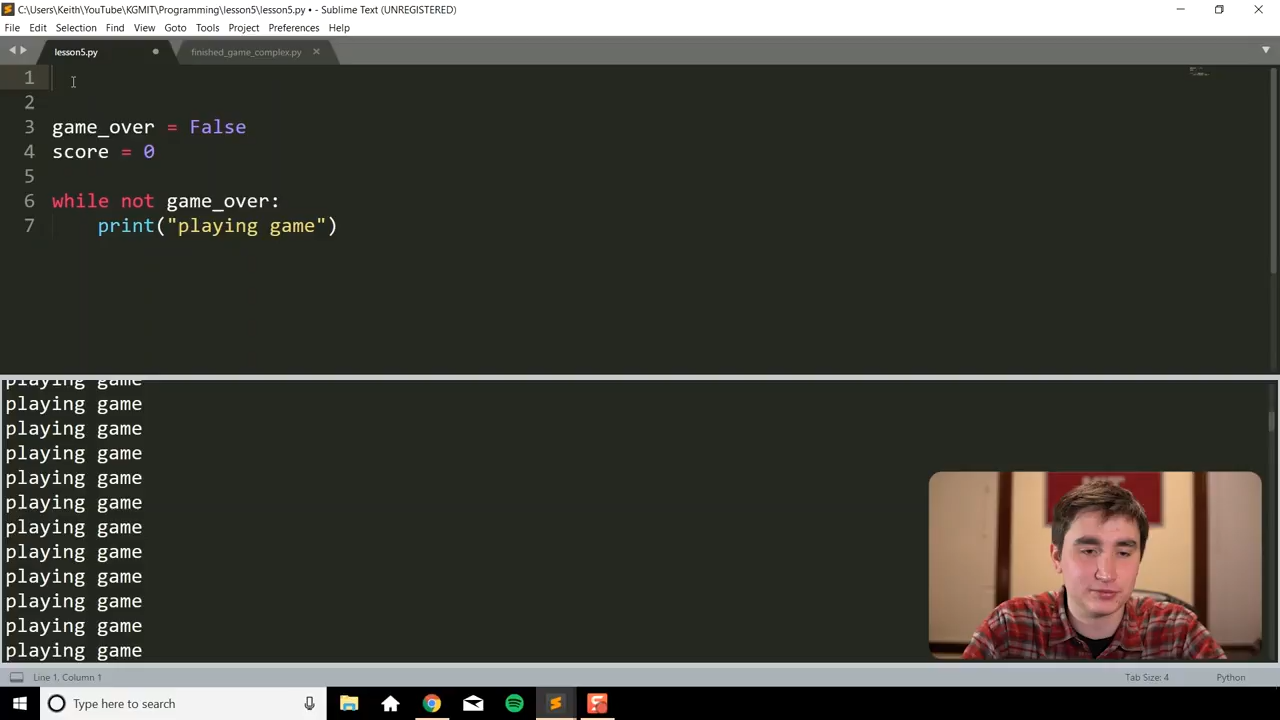 C:\Users\Keith\YouTube\KGMIT\Programming\lesson5\lesson5.py • - Sublime Text (UNREGISTERED)
File Edit Selection Find View Goto Tools Project Preferences Help
lesson5.py finished_game_complex.py
1
2
3 game_over = False
4 score = 0
5
6 while not game_over:
7 print("playing game")
playing game
playing game
playing game
playing game
playing game
playing game
playing game
playing game
playing game
playing game
playing game
playing game
Line 1, Column 1 Tab Size: 4 Python
Type here to search